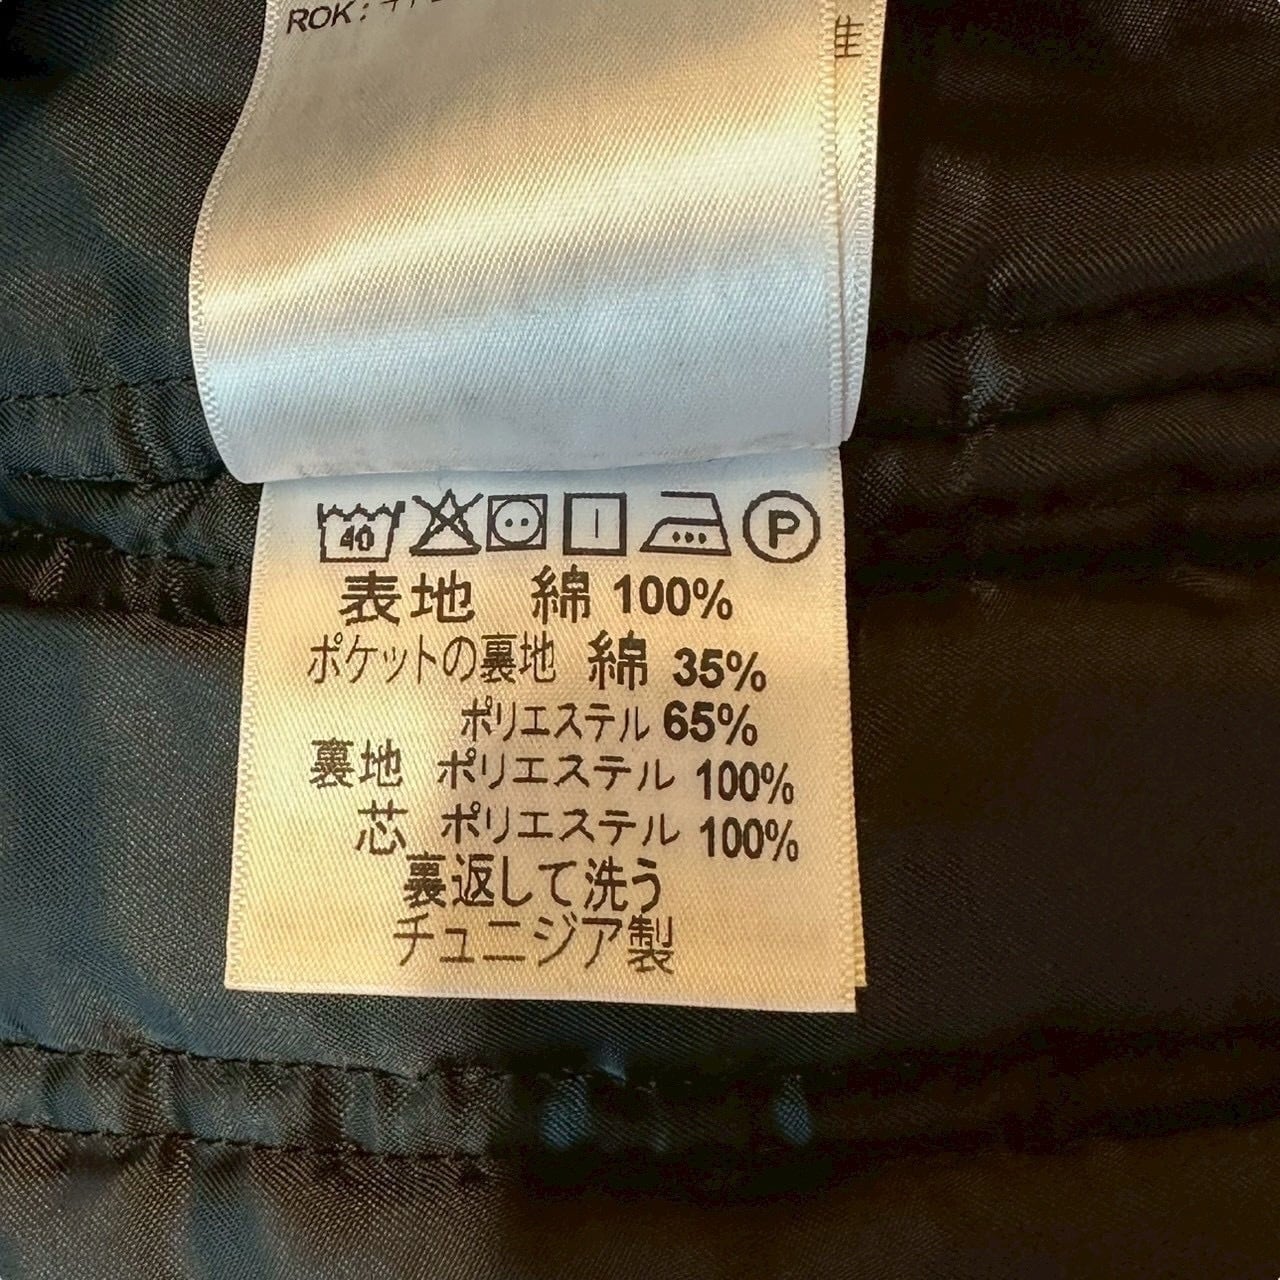 ROK:
40 P
表地 綿 100%
ポケットの裏地 綿 35%
ポリエステル 65%
裏地 ポリエステル 100%
芯 ポリエステル 100%
裏返して洗う
チュニジア製